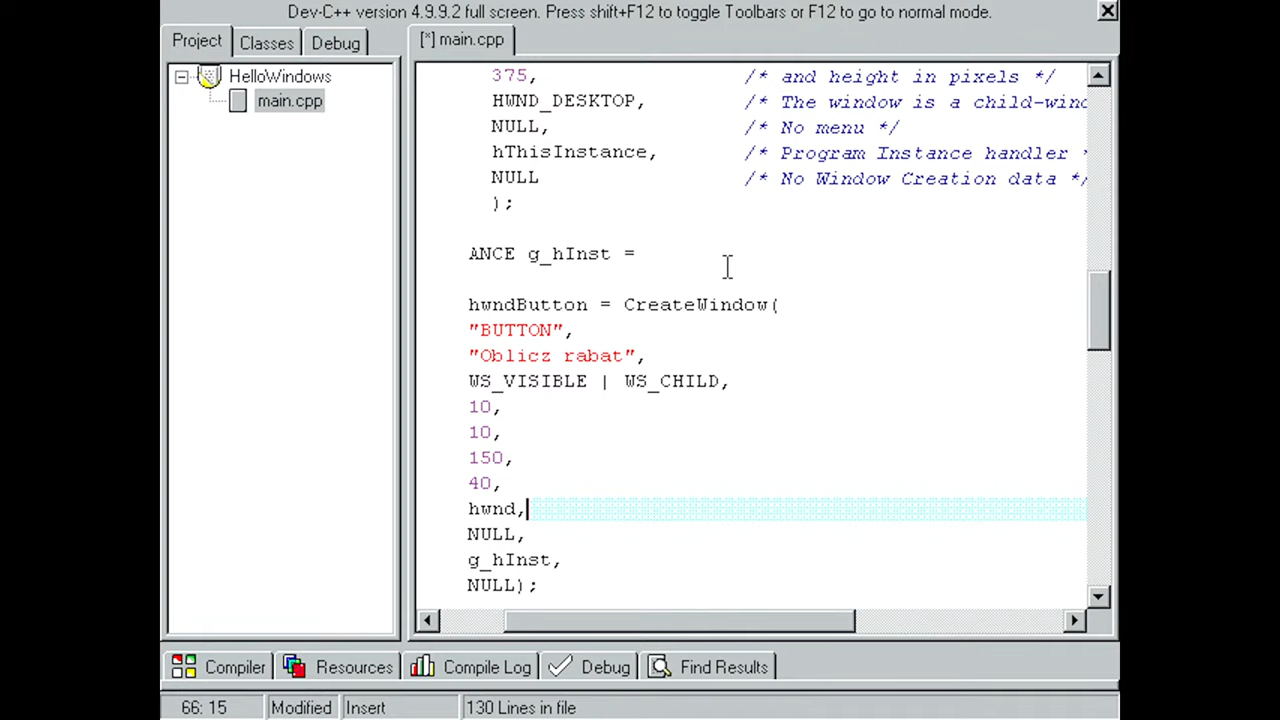 Dev-C++ version 4.9.9.2 full screen. Press shift+F12 to toggle Toolbars or F12 to go to normal mode.
Project Classes Debug
[*] main.cpp
HelloWindows
main.cpp
375, /* and height in pixels */
HWND_DESKTOP, /* The window is a child-wind
NULL, /* No menu */
hThisInstance, /* Program Instance handler *
NULL /* No Window Creation data */
);
ANCE g_hInst =
hwndButton = CreateWindow(
"BUTTON",
"Oblicz rabat",
WS_VISIBLE | WS_CHILD,
10,
10,
150,
40,
hwnd,
NULL,
g_hInst,
NULL);
Compiler Resources Compile Log Debug Find Results
66: 15 Modified Insert 130 Lines in file